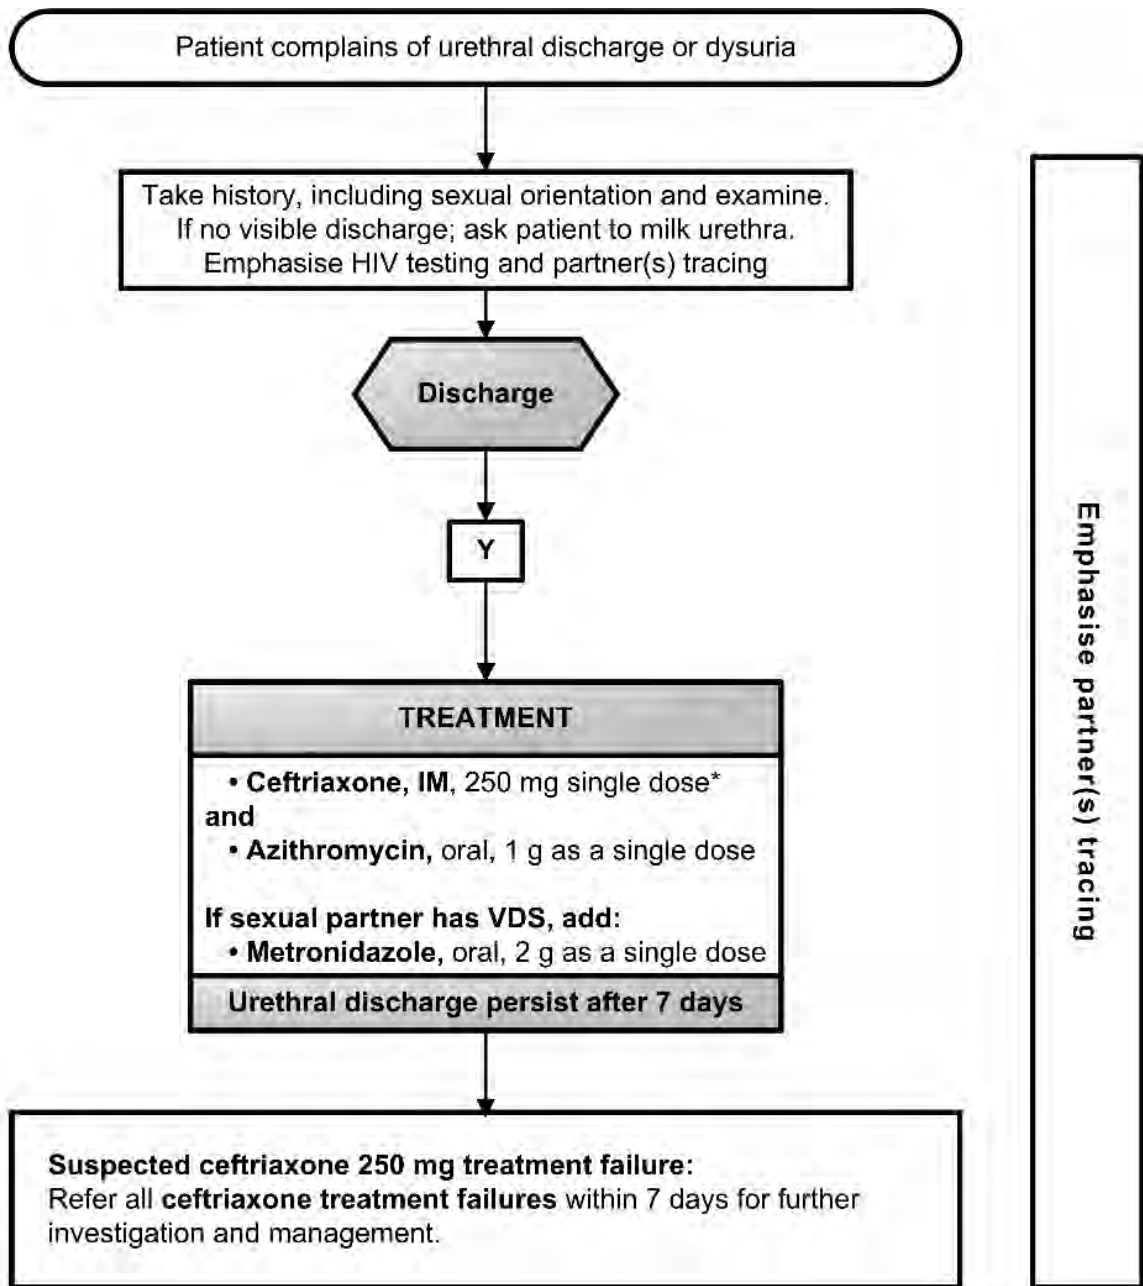 Patient complains of urethral discharge or dysuria
Take history, including sexual orientation and examine.
If no visible discharge; ask patient to milk urethra.
Emphasise HIV testing and partner(s) tracing
Discharge
Y
TREATMENT
• Ceftriaxone, IM, 250 mg single dose*
and
• Azithromycin, oral, 1 g as a single dose
If sexual partner has VDS, add:
• Metronidazole, oral, 2 g as a single dose
Urethral discharge persist after 7 days
Suspected ceftriaxone 250 mg treatment failure:
Refer all ceftriaxone treatment failures within 7 days for further
investigation and management.
Emphasise partner(s) tracing